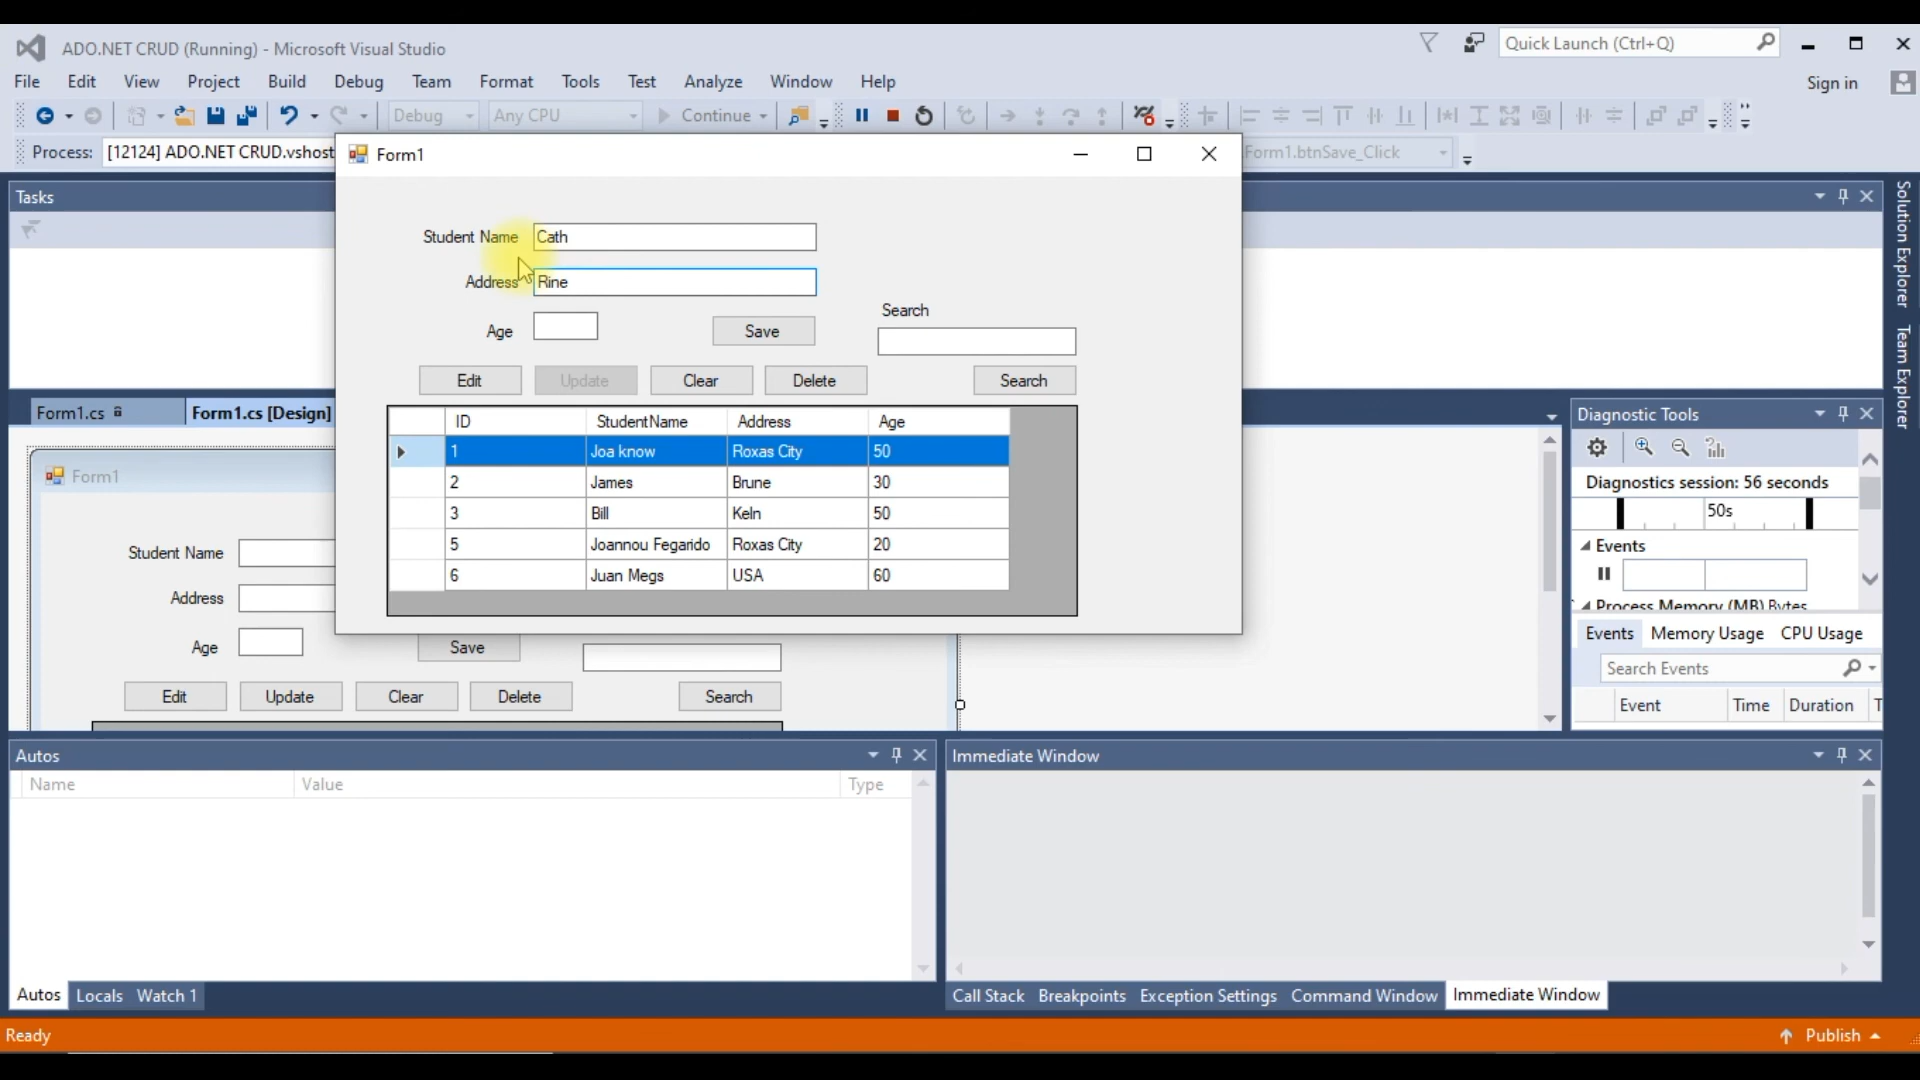 ADO.NET CRUD (Running) - Microsoft Visual Studio
Quick Launch (Ctrl+Q)
File Edit View Project Build Debug Team Format Tools Test Analyze Window Help
Sign in
Debug Any CPU Continue
Process: [12124] ADO.NET CRUD.vshost
Form1.btnSave_Click
Form1
Tasks
Student Name Cath
Address Rine
Age
Save
Search
Edit Update Clear Delete Search
ID StudentName Address Age
1 Joa know Roxas City 50
2 James Brune 30
3 Bill Keln 50
5 Joannou Fegarido Roxas City 20
6 Juan Megs USA 60
Solution Explorer
Team Explorer
Form1.cs Form1.cs [Design]
Form1
Student Name
Address
Age
Save
Edit Update Clear Delete Search
Diagnostic Tools
Diagnostics session: 56 seconds
50s
Events
Process Memory (MB) Bytes
Events Memory Usage CPU Usage
Search Events
Event Time Duration T
Autos
Name Value Type
Autos Locals Watch 1
Immediate Window
Call Stack Breakpoints Exception Settings Command Window Immediate Window
Ready
Publish